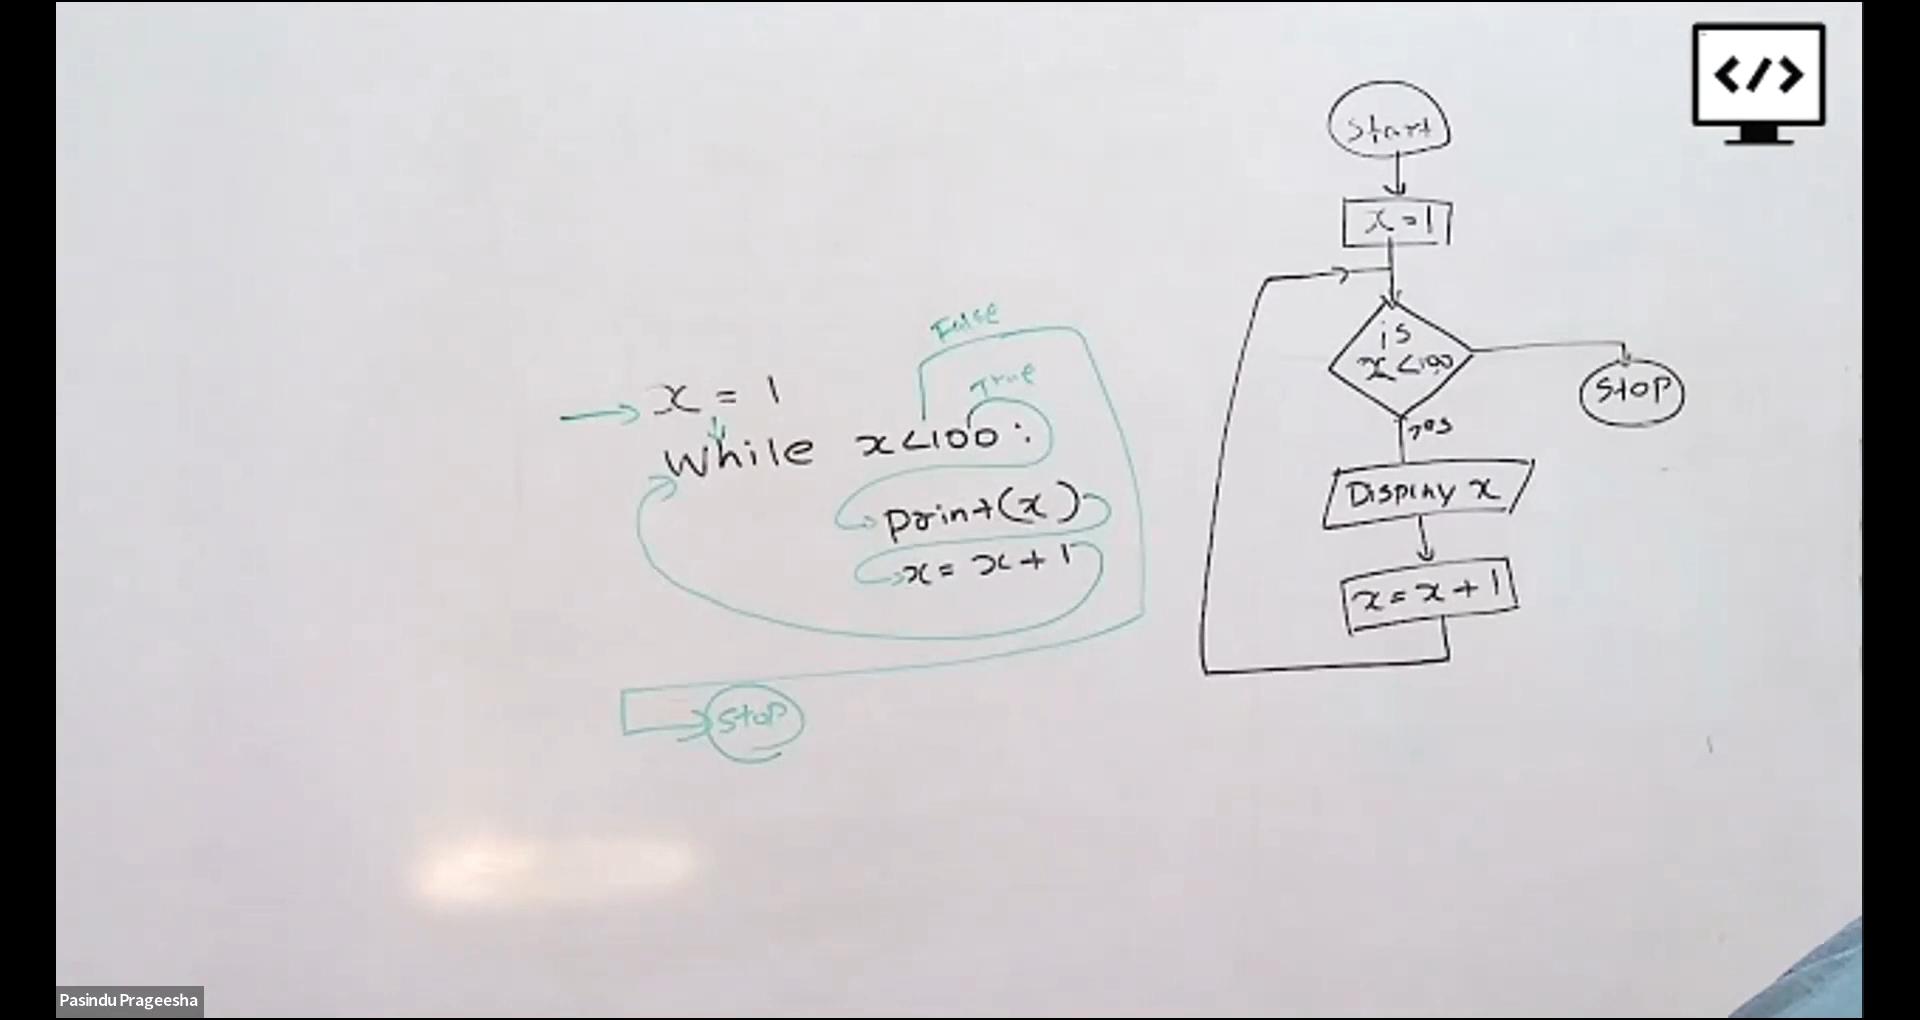 False
True
x = 1
while x<100:
print(x)
x = x + 1
Stop
Start
x = 1
is
x <100
yes
Stop
Display x
x = x + 1
</>
Pasindu Prageesha